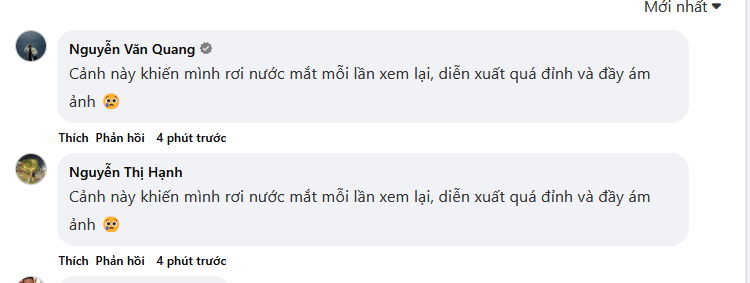 Mới nhất
Nguyễn Văn Quang
Cảnh này khiến mình rơi nước mắt mỗi lần xem lại, diễn xuất quá đỉnh và đầy ám
ảnh 😢
Thích Phản hồi 4 phút trước
Nguyễn Thị Hạnh
Cảnh này khiến mình rơi nước mắt mỗi lần xem lại, diễn xuất quá đỉnh và đầy ám
ảnh 😢
Thích Phản hồi 4 phút trước